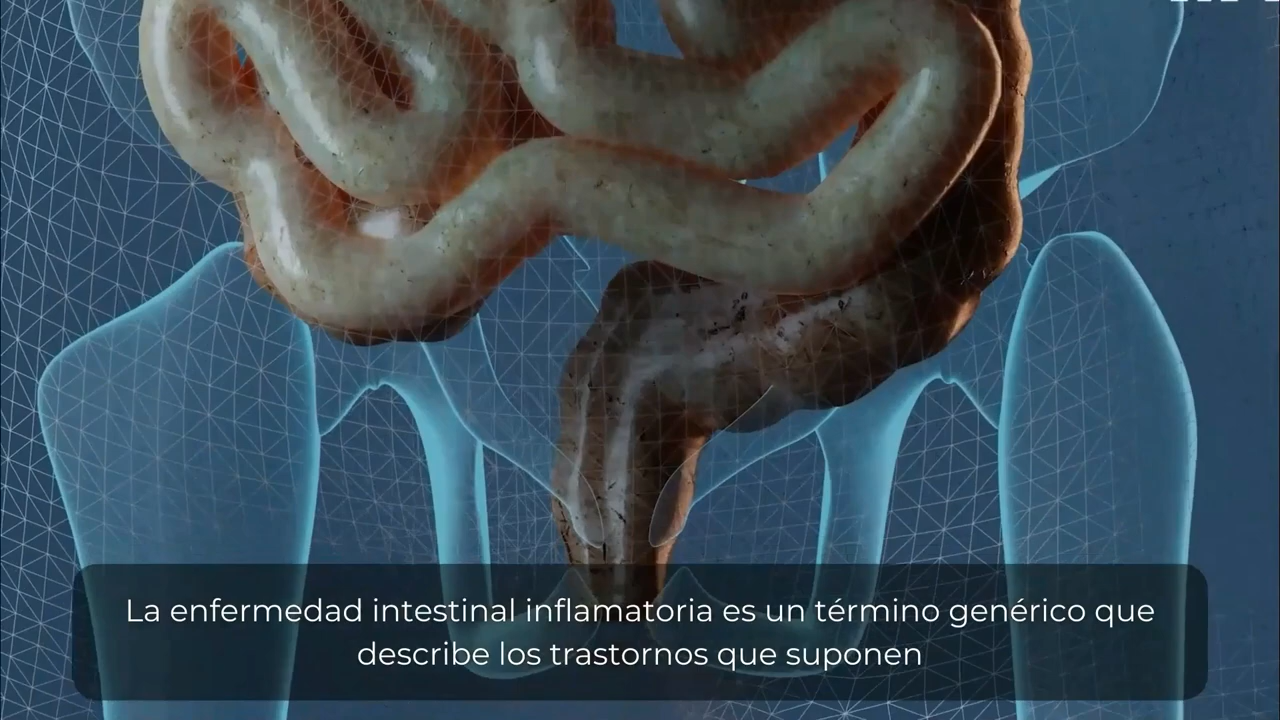 La enfermedad intestinal inflamatoria es un término genérico que
describe los trastornos que suponen